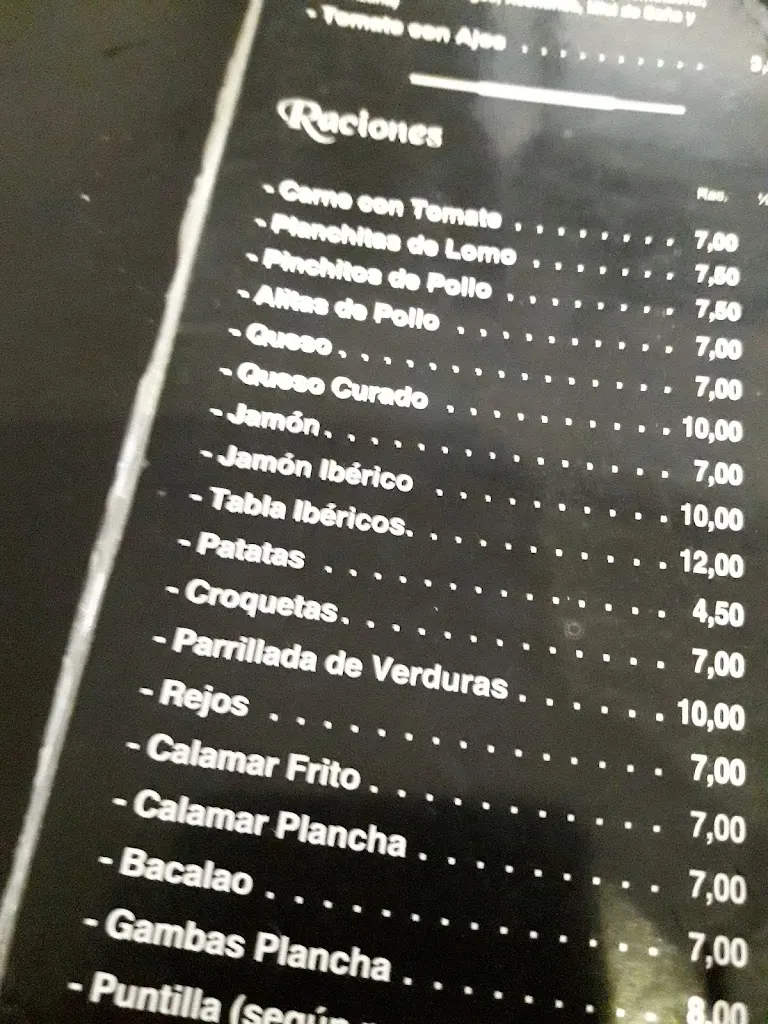 - Tomate con Ajos . . . . . . . . . .
Raciones
Rac.
- Carne con Tomate . . . . . . . . 7,00
- Planchitas de Lomo . . . . . . . 7,50
- Pinchitos de Pollo . . . . . . . . 7,50
- Alitas de Pollo . . . . . . . . . . 7,00
- Queso . . . . . . . . . . . . . . . 7,00
- Queso Curado . . . . . . . . . . 10,00
- Jamón . . . . . . . . . . . . . . . 7,00
- Jamón Ibérico . . . . . . . . . . 10,00
- Tabla Ibéricos . . . . . . . . . . 12,00
- Patatas . . . . . . . . . . . . . . 4,50
- Croquetas . . . . . . . . . . . . . 7,00
- Parrillada de Verduras . . . . . . 10,00
- Rejos . . . . . . . . . . . . . . . 7,00
- Calamar Frito . . . . . . . . . . . 7,00
- Calamar Plancha . . . . . . . . . 7,00
- Bacalao . . . . . . . . . . . . . . 7,00
- Gambas Plancha . . . . . . . . . 8,00
- Puntilla (según